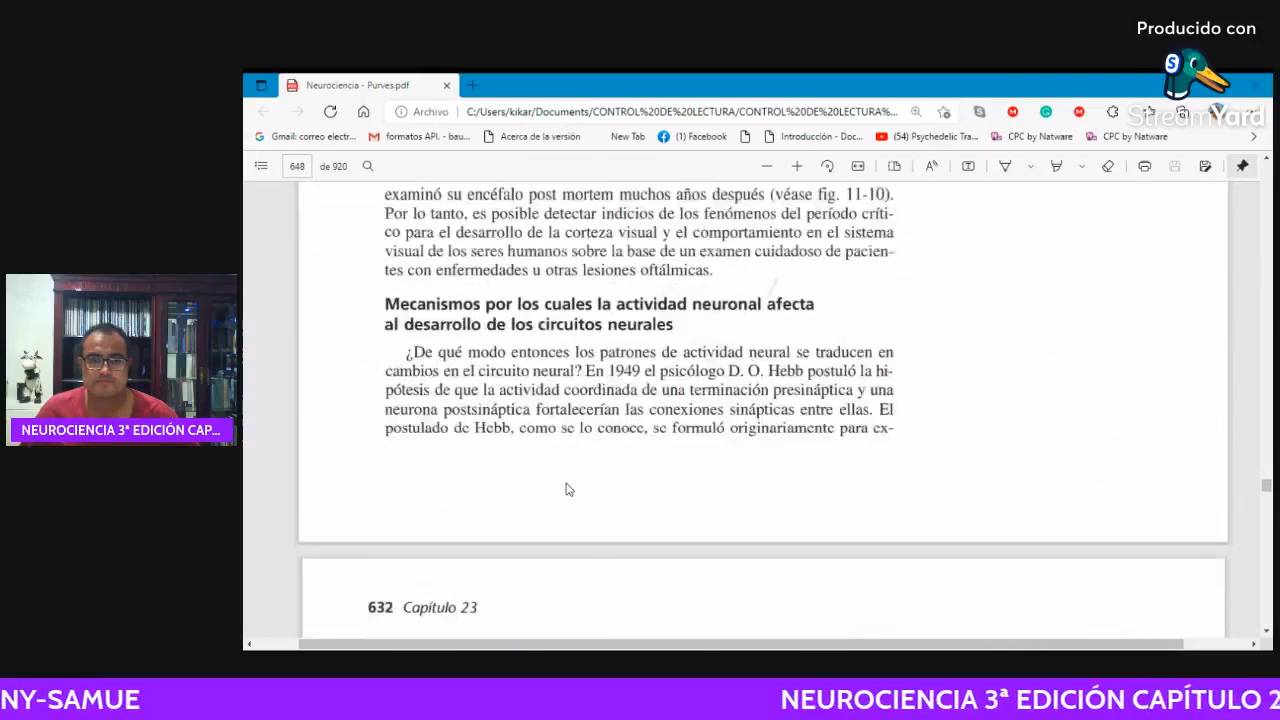 Producido con
StreamYard
Neurociencia - Purves.pdf
Archivo
C:/Users/kikar/Documents/CONTROL%20DE%20LECTURA/CONTROL%20DE%20LECTURA%...
Gmail: correo electr...
formatos API. - bau...
Acerca de la versión
New Tab
(1) Facebook
Introducción - Doc...
(54) Psychedelic Tra...
CPC by Natware
CPC by Natware
648
de 920
examinó su encéfalo post mortem muchos años después (véase fig. 11-10).
Por lo tanto, es posible detectar indicios de los fenómenos del período críti-
co para el desarrollo de la corteza visual y el comportamiento en el sistema
visual de los seres humanos sobre la base de un examen cuidadoso de pacien-
tes con enfermedades u otras lesiones oftálmicas.
Mecanismos por los cuales la actividad neuronal afecta
al desarrollo de los circuitos neurales
¿De qué modo entonces los patrones de actividad neural se traducen en
cambios en el circuito neural? En 1949 el psicólogo D. O. Hebb postuló la hi-
pótesis de que la actividad coordinada de una terminación presináptica y una
neurona postsináptica fortalecerían las conexiones sinápticas entre ellas. El
postulado de Hebb, como se lo conoce, se formuló originariamente para ex-
632 Capítulo 23
NEUROCIENCIA 3ª EDICIÓN CAP...
NY-SAMUE
NEUROCIENCIA 3ª EDICIÓN CAPÍTULO 2